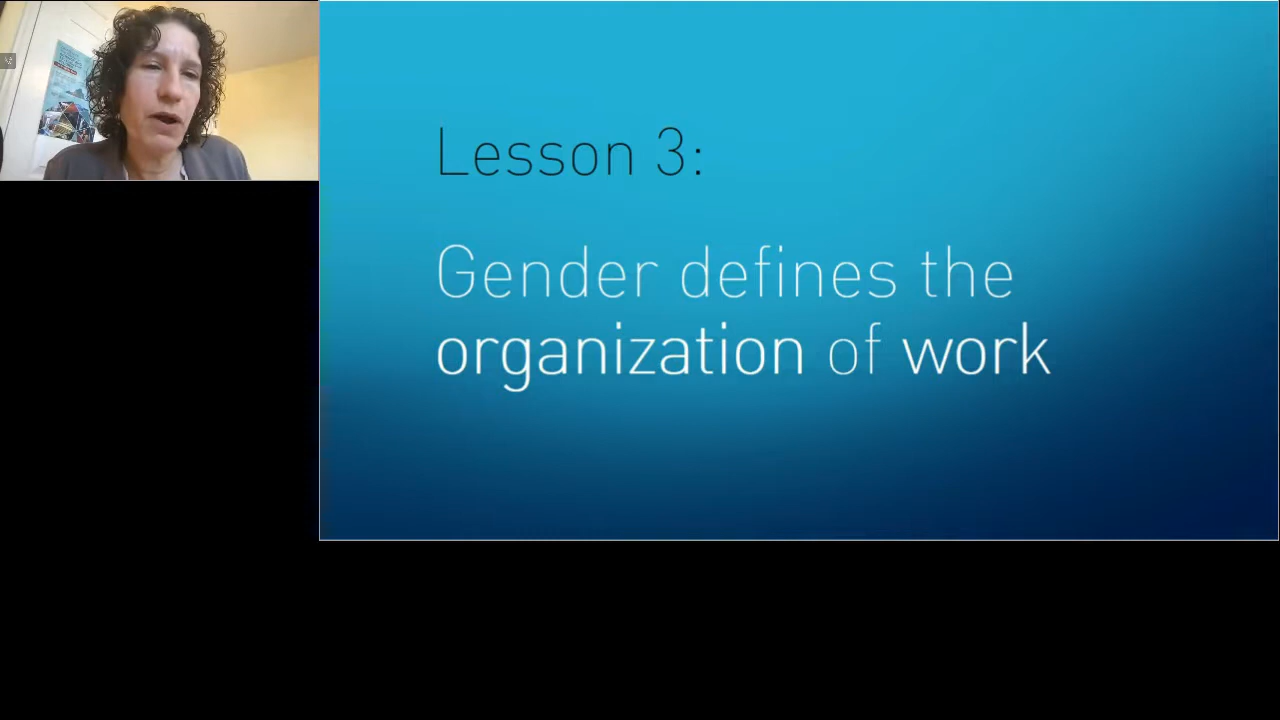 Lesson 3:
Gender defines the
organization of work